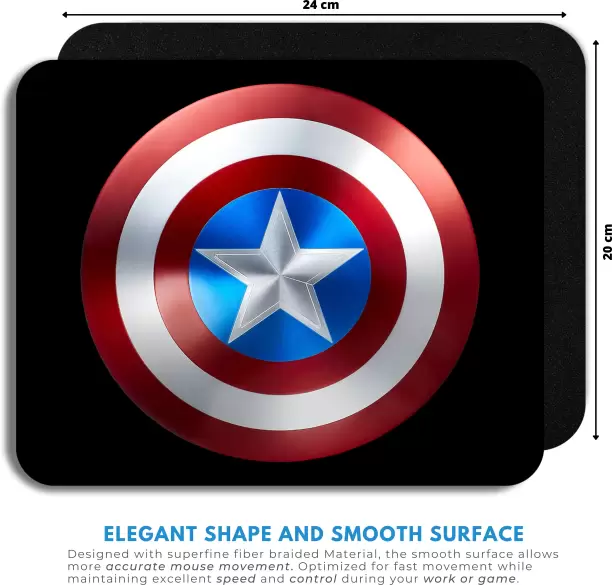 24 cm
20 cm
ELEGANT SHAPE AND SMOOTH SURFACE
Designed with superfine fiber braided Material, the smooth surface allows
more accurate mouse movement. Optimized for fast movement while
maintaining excellent speed and control during your work or game